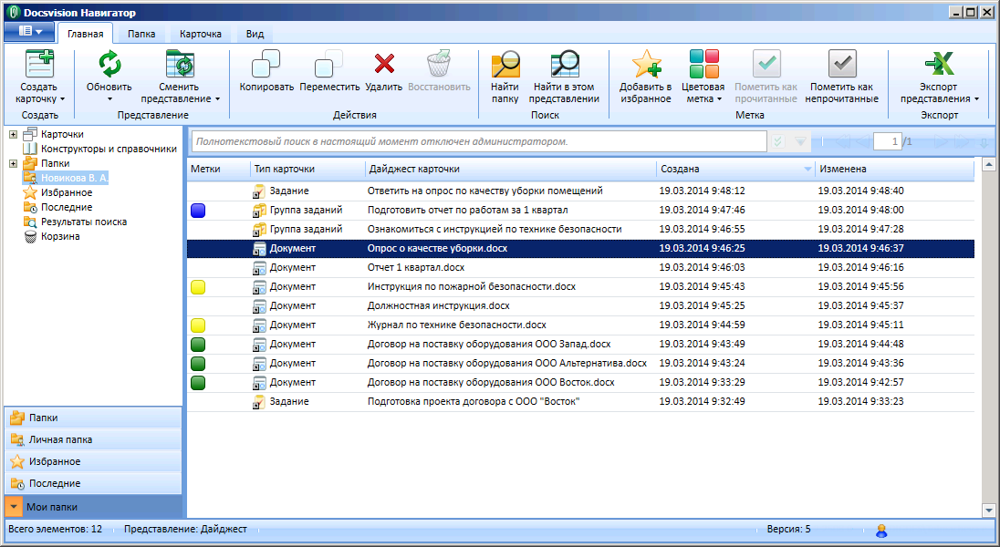 Docsvision Навигатор
Главная Папка Карточка Вид
Создать карточку
Обновить
Сменить представление
Копировать
Переместить
Удалить
Восстановить
Найти папку
Найти в этом представлении
Добавить в избранное
Цветовая метка
Пометить как прочитанные
Пометить как непрочитанные
Экспорт представления
Создать Представление Действия Поиск Метка Экспорт
Карточки
Конструкторы и справочники
Папки
Новикова В. А.
Избранное
Последние
Результаты поиска
Корзина
Папки
Личная папка
Избранное
Последние
Мои папки
Полнотекстовый поиск в настоящий момент отключен администратором.
1 /1
Метки Тип карточки Дайджест карточки Создана Изменена
Задание Ответить на опрос по качеству уборки помещений 19.03.2014 9:48:12 19.03.2014 9:48:40
Группа заданий Подготовить отчет по работам за 1 квартал 19.03.2014 9:47:46 19.03.2014 9:48:00
Группа заданий Ознакомиться с инструкцией по технике безопасности 19.03.2014 9:46:55 19.03.2014 9:47:28
Документ Опрос о качестве уборки.docx 19.03.2014 9:46:25 19.03.2014 9:46:37
Документ Отчет 1 квартал.docx 19.03.2014 9:46:03 19.03.2014 9:46:16
Документ Инструкция по пожарной безопасности.docx 19.03.2014 9:45:43 19.03.2014 9:45:56
Документ Должностная инструкция.docx 19.03.2014 9:45:25 19.03.2014 9:45:37
Документ Журнал по технике безопасности.docx 19.03.2014 9:44:59 19.03.2014 9:45:11
Документ Договор на поставку оборудования ООО Запад.docx 19.03.2014 9:43:49 19.03.2014 9:44:48
Документ Договор на поставку оборудования ООО Альтернатива.docx 19.03.2014 9:43:24 19.03.2014 9:43:36
Документ Договор на поставку оборудования ООО Восток.docx 19.03.2014 9:33:29 19.03.2014 9:42:57
Задание Подготовка проекта договора с ООО "Восток" 19.03.2014 9:32:49 19.03.2014 9:33:23
Всего элементов: 12 Представление: Дайджест Версия: 5